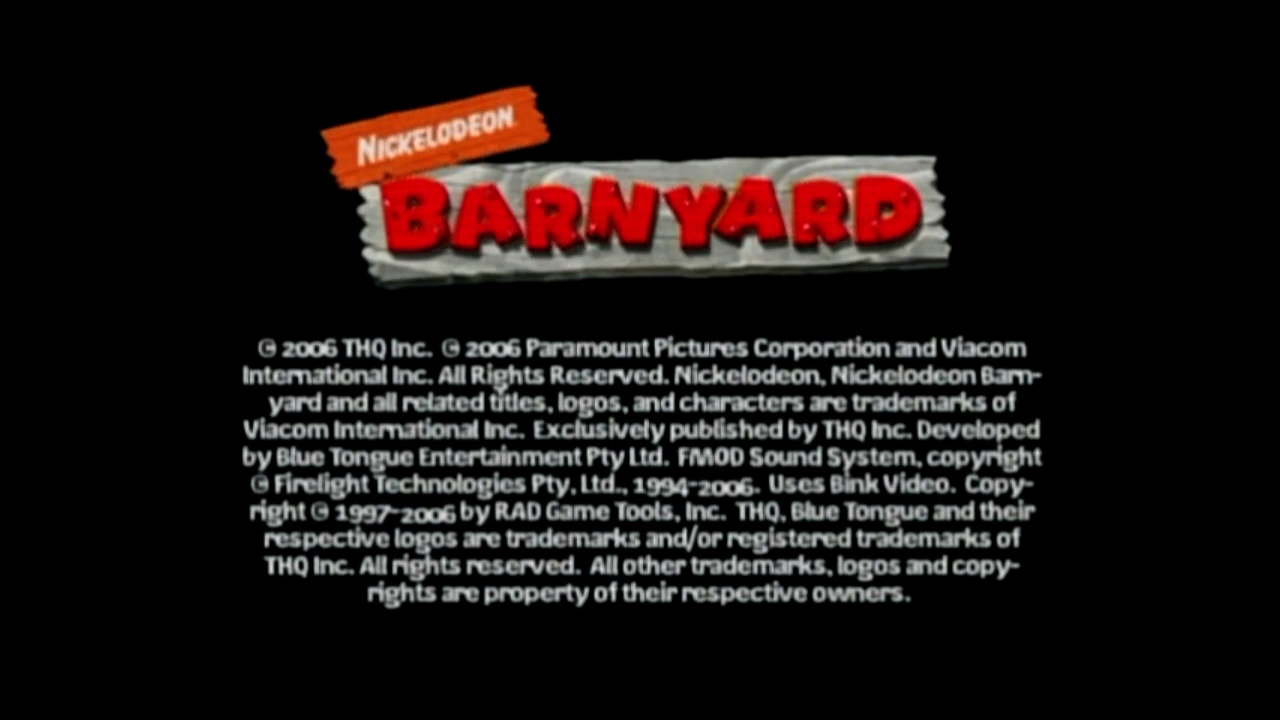 NICKELODEON
BARNYARD
© 2006 THQ Inc. © 2006 Paramount Pictures Corporation and Viacom
International Inc. All Rights Reserved. Nickelodeon, Nickelodeon Barn-
yard and all related titles, logos, and characters are trademarks of
Viacom International Inc. Exclusively published by THQ Inc. Developed
by Blue Tongue Entertainment Pty Ltd. FMOD Sound System, copyright
© Firelight Technologies Pty, Ltd., 1994-2006. Uses Bink Video. Copy-
right © 1997-2006 by RAD Game Tools, Inc. THQ, Blue Tongue and their
respective logos are trademarks and/or registered trademarks of
THQ Inc. All rights reserved. All other trademarks, logos and copy-
rights are property of their respective owners.